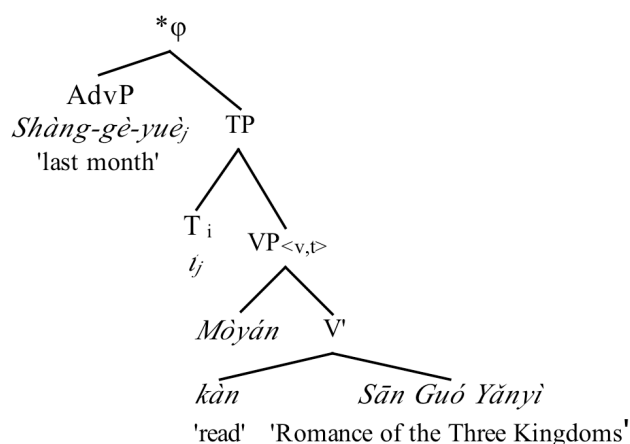 *φ
AdvP
Shàng-gè-yuèj
TP
'last month'
T i
VP<v,t>
ij
Mòyán
V'
kàn
Sān Guó Yǎnyì
'read'
'Romance of the Three Kingdoms'